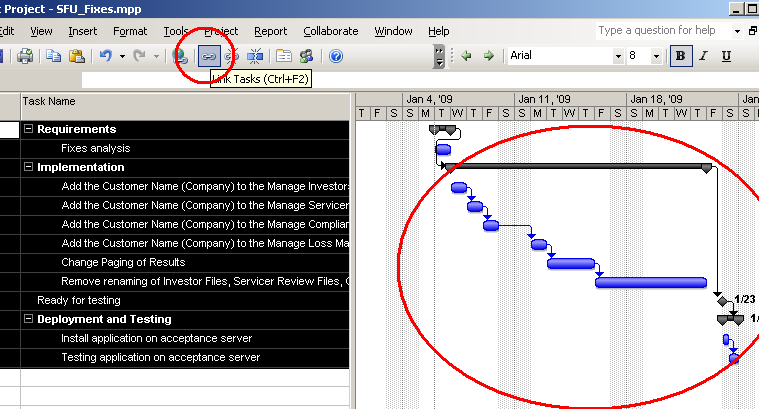 t Project - SFU_Fixes.mpp
Edit View Insert Format Tools Project Report Collaborate Window Help Type a question for help
Arial 8 B I U
Link Tasks (Ctrl+F2)
Task Name Jan 4, '09 Jan 11, '09 Jan 18, '09 Jan
T F S S M T W T F S S M T W T F S S M T W T F S S
Requirements
Fixes analysis
Implementation
Add the Customer Name (Company) to the Manage Investors
Add the Customer Name (Company) to the Manage Servicer
Add the Customer Name (Company) to the Manage Complian
Add the Customer Name (Company) to the Manage Loss Ma
Change Paging of Results
Remove renaming of Investor Files, Servicer Review Files, C
Ready for testing 1/23
Deployment and Testing 1/
Install application on acceptance server
Testing application on acceptance server